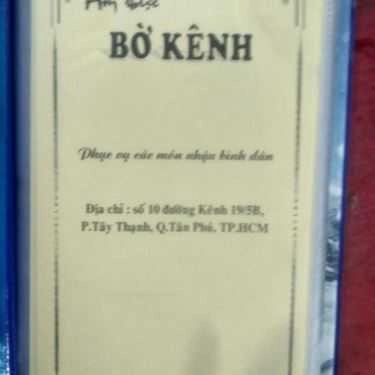 BỜ KÊNH
Phục vụ các món nhậu bình dân
Địa chỉ : số 10 đường Kênh 19/5B,
P.Tây Thạnh, Q.Tân Phú, TP.HCM